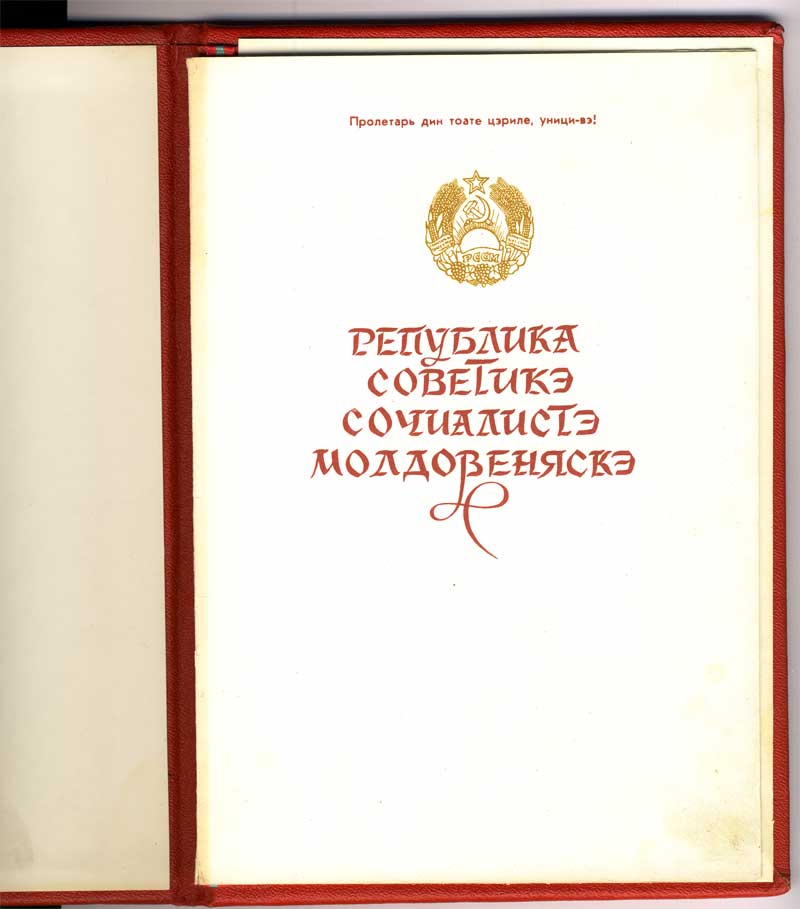 Пролетарь дин тоате цэриле, уници-вэ!
РССМ
РЕПУБЛИКА
СОВЕТИКЭ
СОЧИАЛИСТЭ
МОЛДОВЕНЯСКЭ